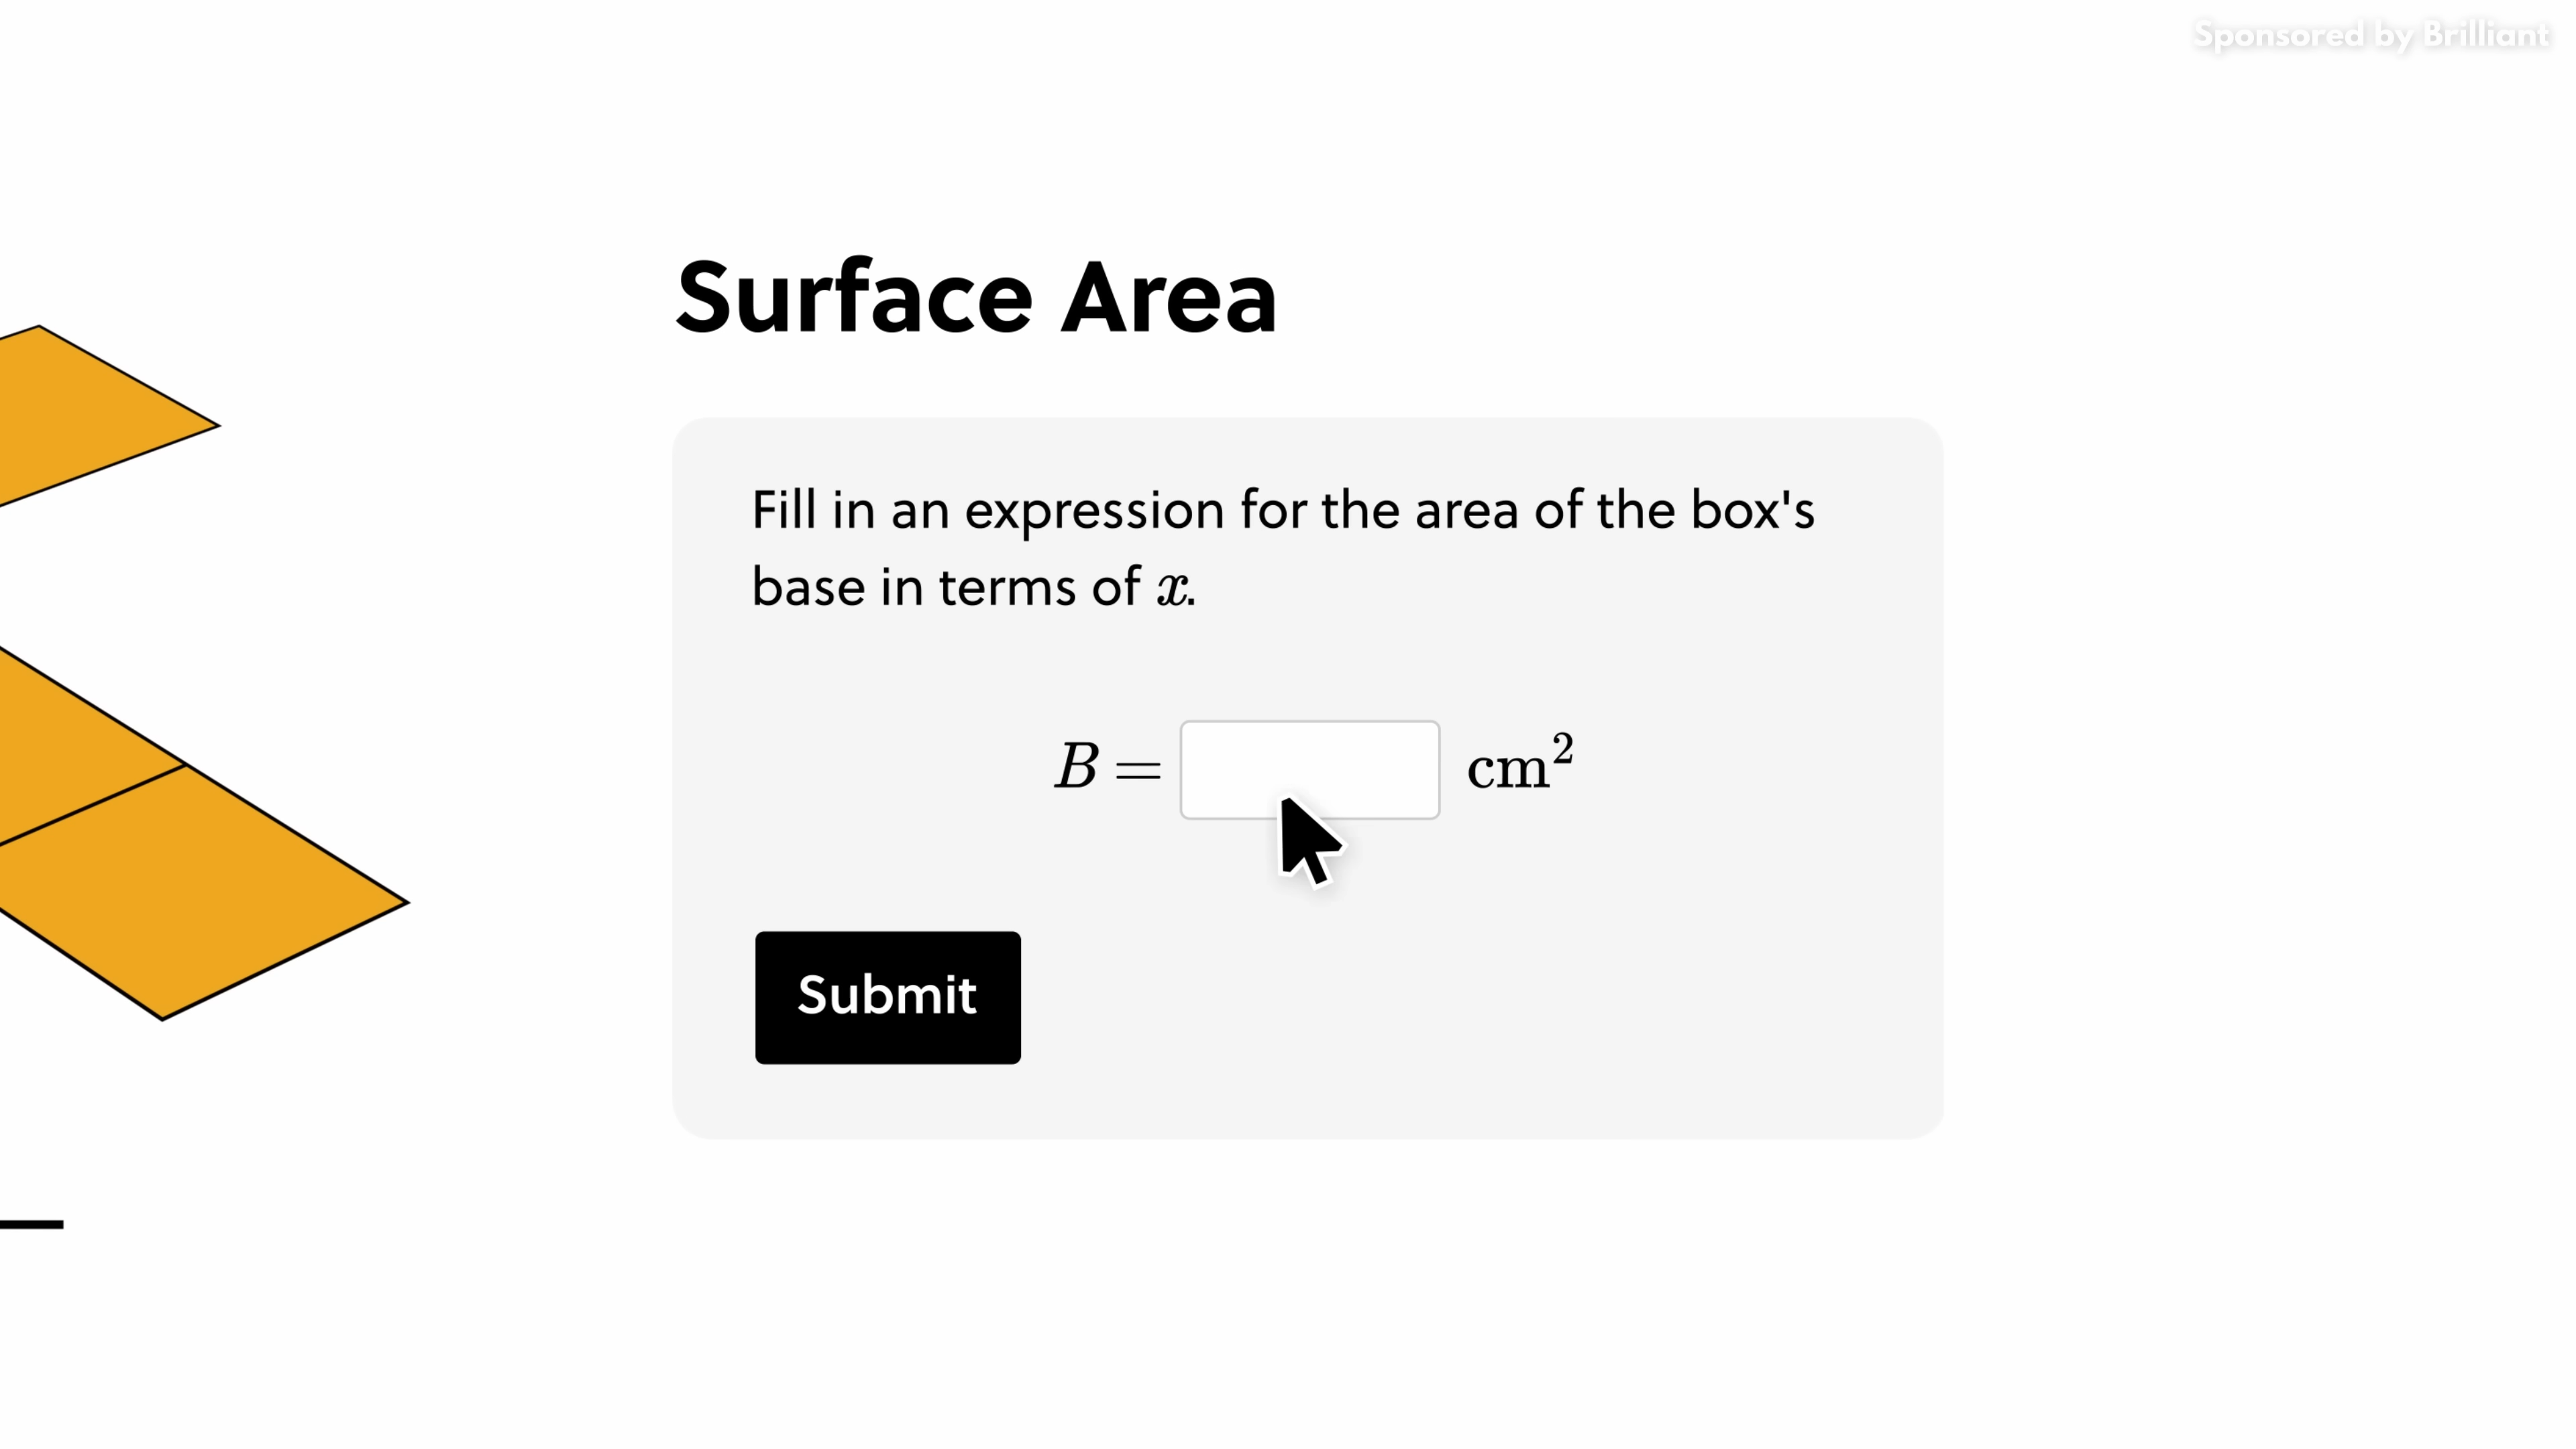 Sponsored by Brilliant
Surface Area
Fill in an expression for the area of the box's
base in terms of x.
B = cm²
Submit